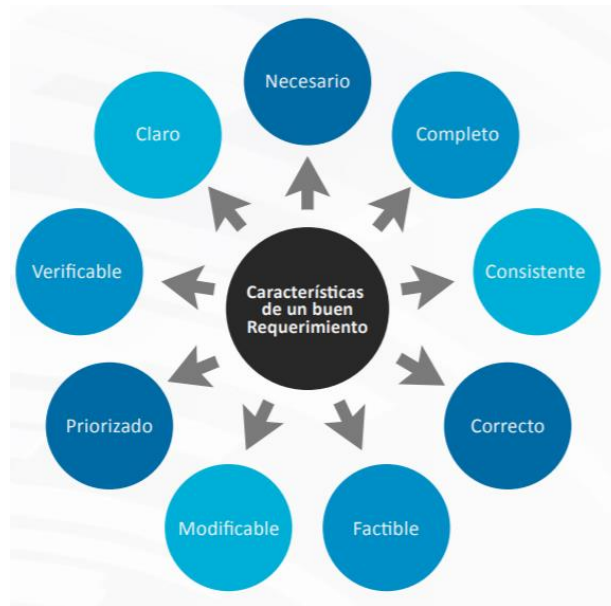 Necesario
Completo
Consistente
Correcto
Factible
Modificable
Priorizado
Verificable
Claro
Características
de un buen
Requerimiento